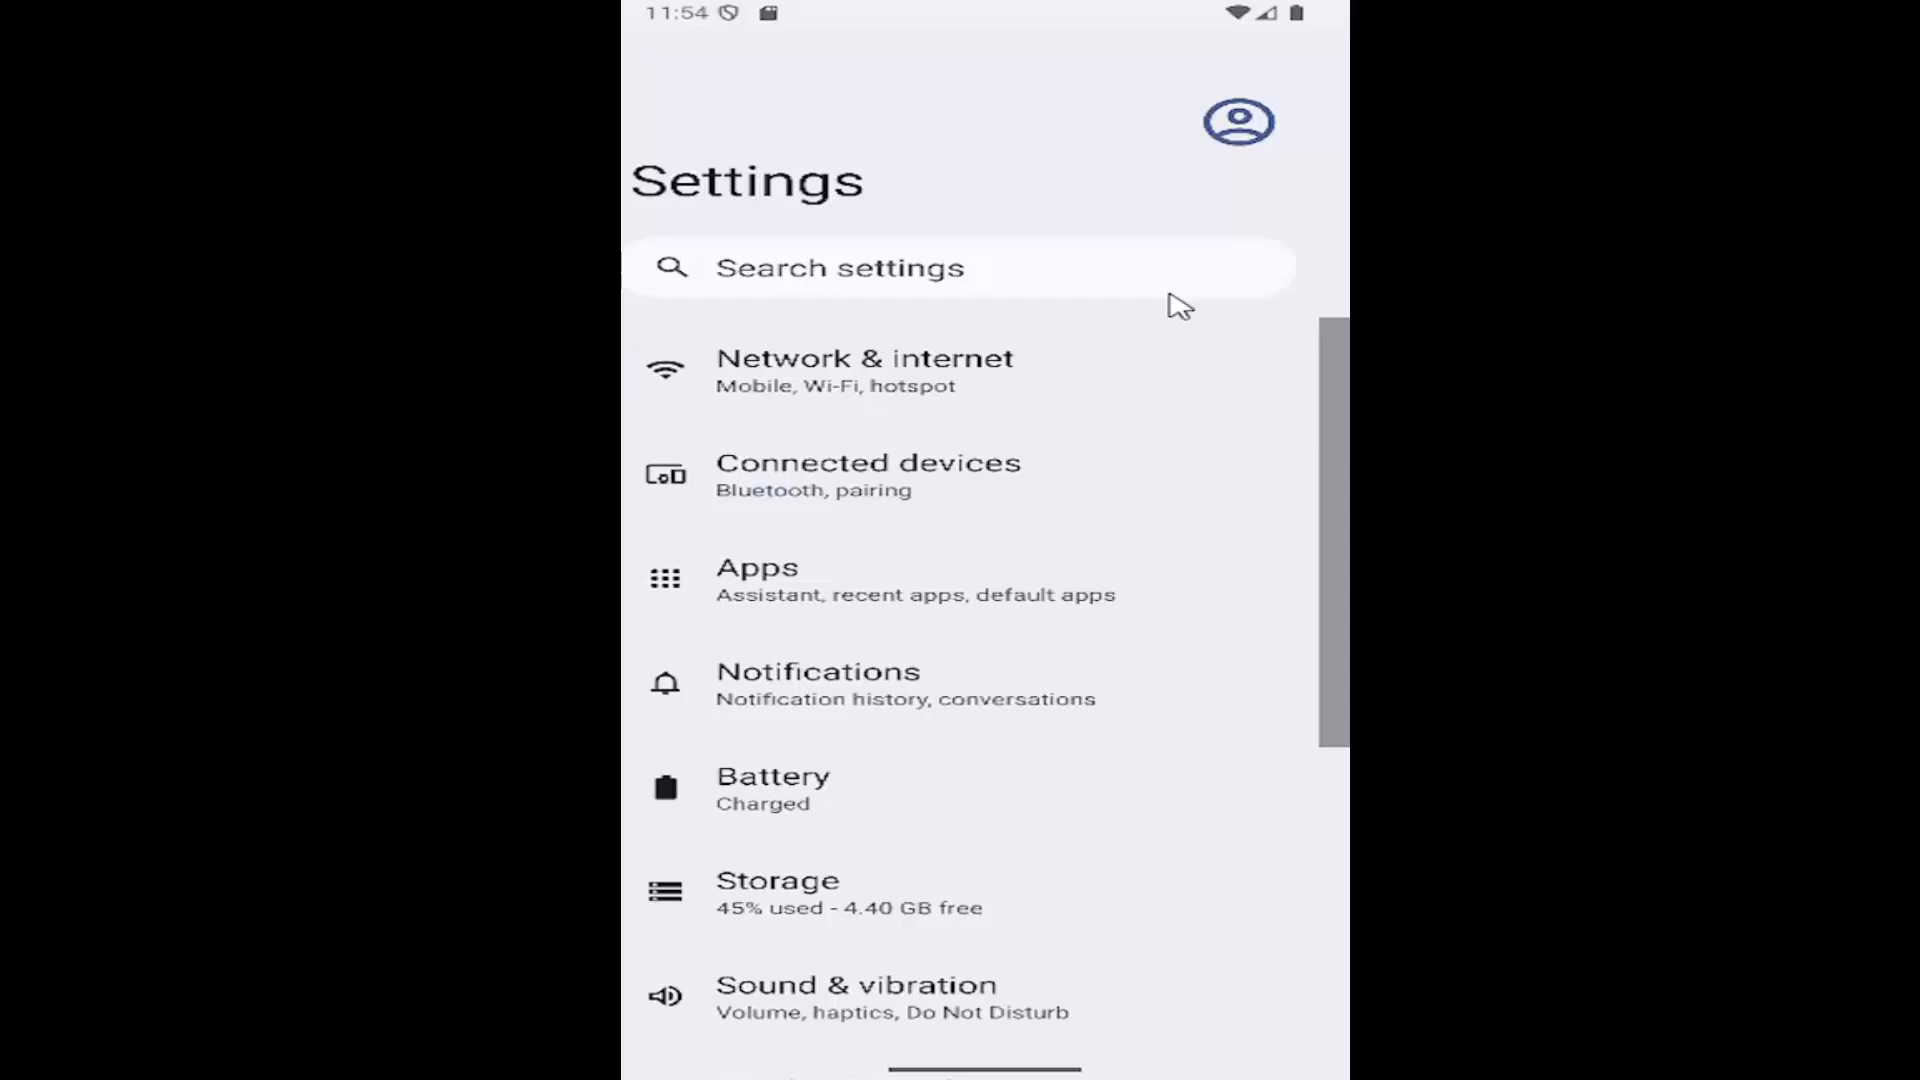 11:54
Settings
Search settings
Network & internet
Mobile, Wi-Fi, hotspot
Connected devices
Bluetooth, pairing
Apps
Assistant, recent apps, default apps
Notifications
Notification history, conversations
Battery
Charged
Storage
45% used - 4.40 GB free
Sound & vibration
Volume, haptics, Do Not Disturb